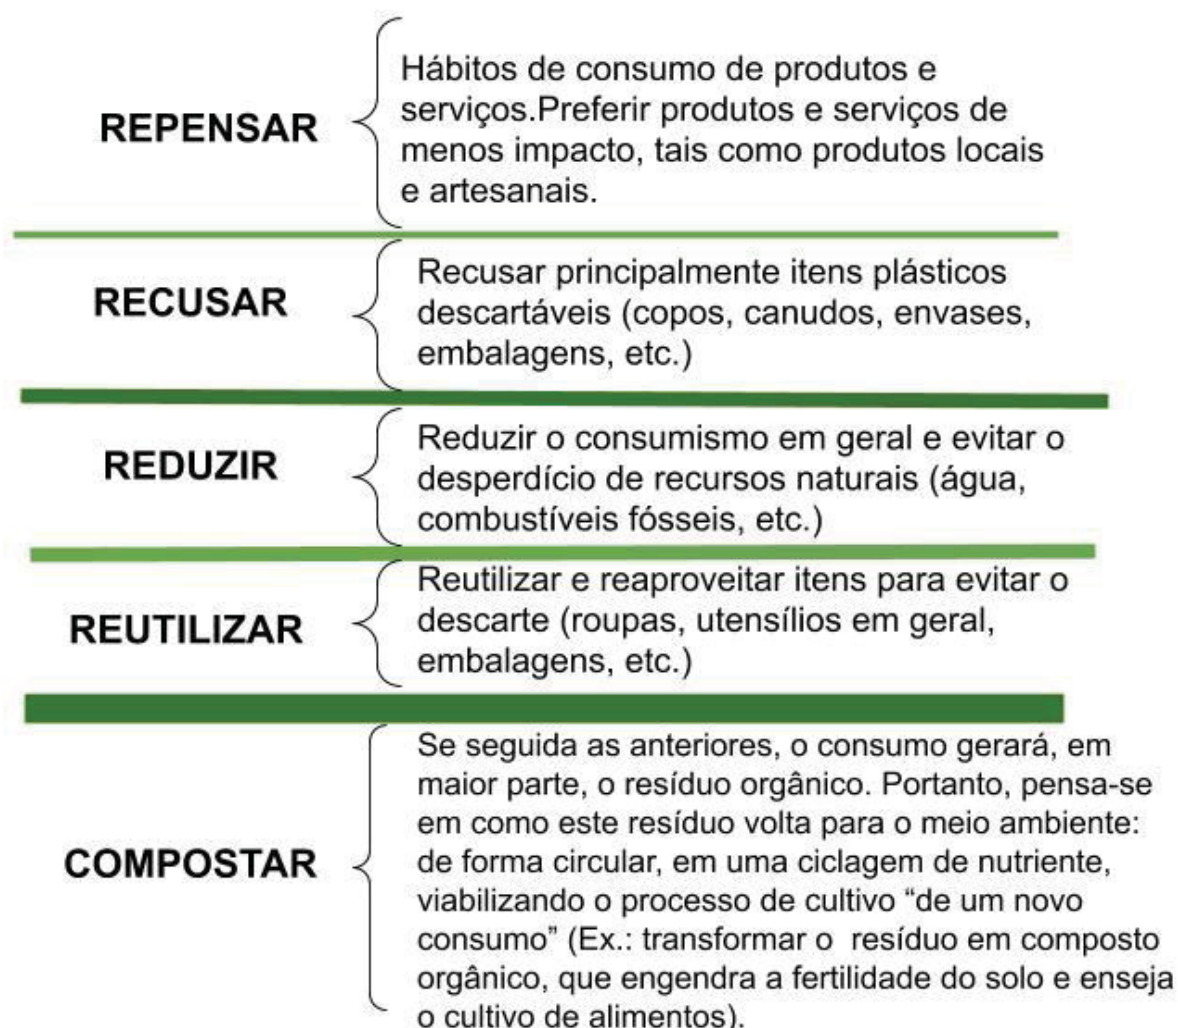 REPENSAR
Hábitos de consumo de produtos e
serviços.Preferir produtos e serviços de
menos impacto, tais como produtos locais
e artesanais.
RECUSAR
Recusar principalmente itens plásticos
descartáveis (copos, canudos, envases,
embalagens, etc.)
REDUZIR
Reduzir o consumismo em geral e evitar o
desperdício de recursos naturais (água,
combustíveis fósseis, etc.)
REUTILIZAR
Reutilizar e reaproveitar itens para evitar o
descarte (roupas, utensílios em geral,
embalagens, etc.)
COMPOSTAR
Se seguida as anteriores, o consumo gerará, em
maior parte, o resíduo orgânico. Portanto, pensa-se
em como este resíduo volta para o meio ambiente:
de forma circular, em uma ciclagem de nutriente,
viabilizando o processo de cultivo “de um novo
consumo” (Ex.: transformar o resíduo em composto
orgânico, que engendra a fertilidade do solo e enseja
o cultivo de alimentos).